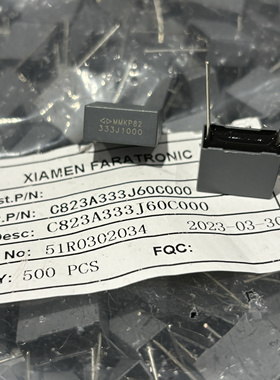 MMKP82
333J1000
XIAMEN FARATRONIC
st.P/N:
t.P/N: C823A333J60C000
Desc: C823A333J60C000
No: 51R0302034 2023-03-30
Y: 500 PCS FQC: